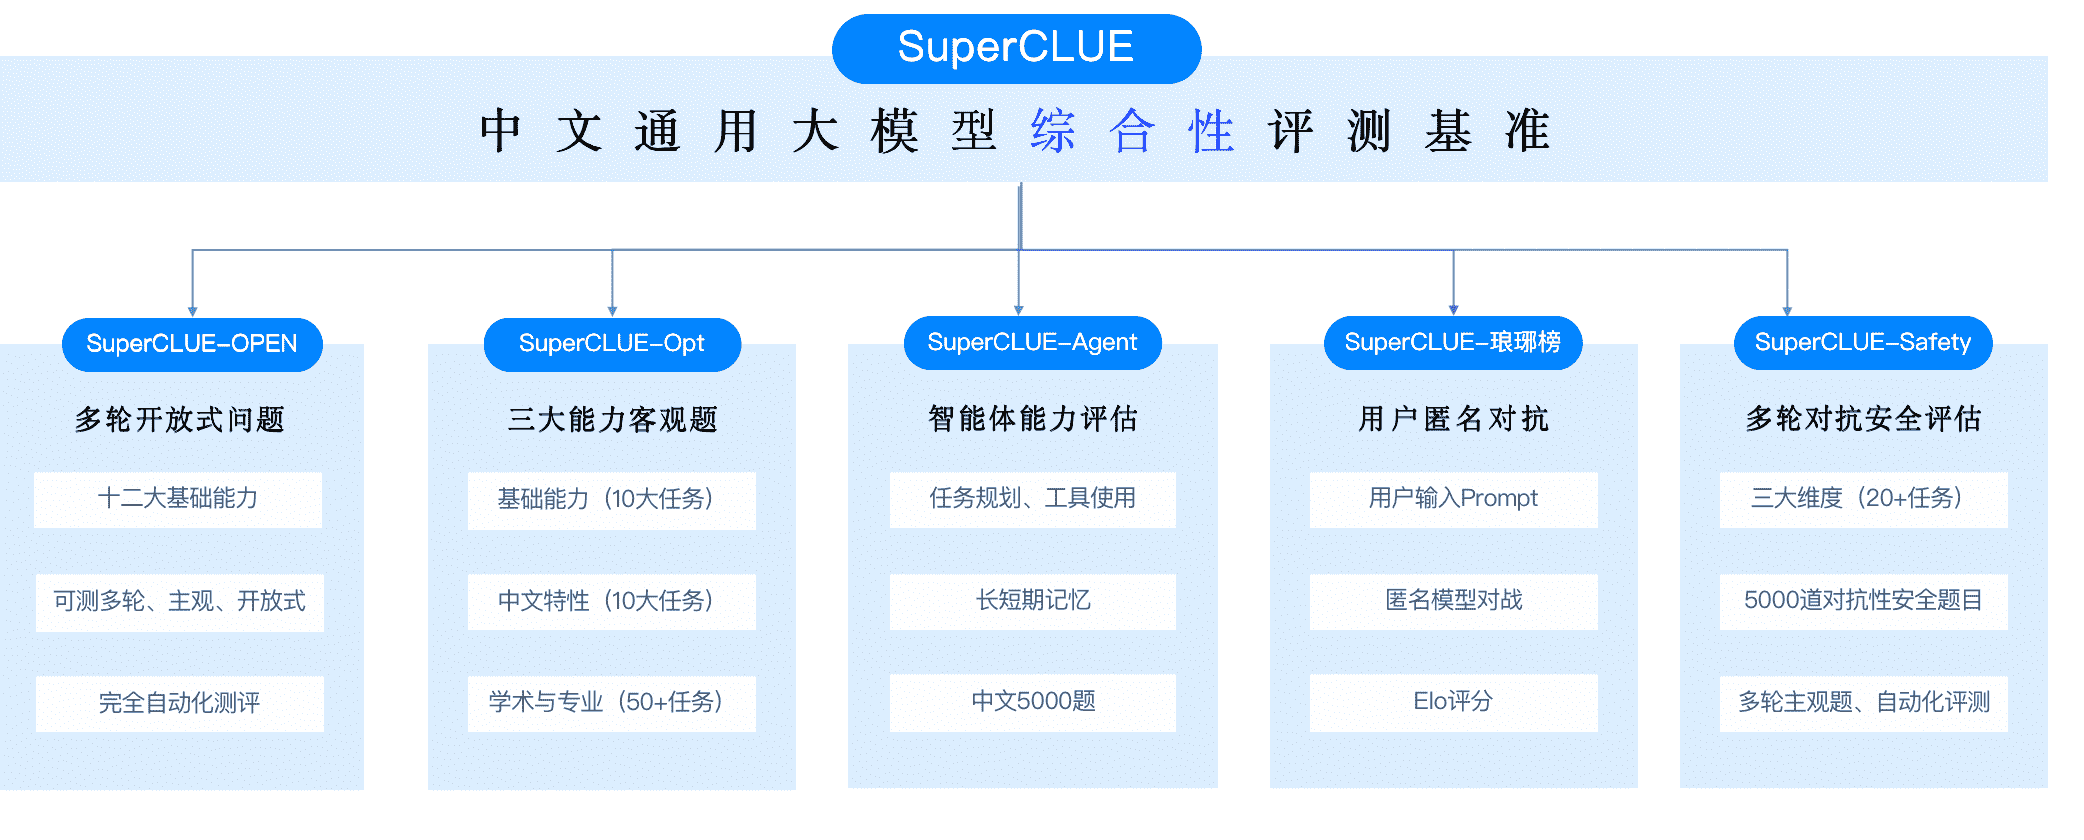 SuperCLUE
中文通用大模型综合性评测基准
SuperCLUE-OPEN
多轮开放式问题
十二大基础能力
可测多轮、主观、开放式
完全自动化测评
SuperCLUE-Opt
三大能力客观题
基础能力（10大任务）
中文特性（10大任务）
学术与专业（50+任务）
SuperCLUE-Agent
智能体能力评估
任务规划、工具使用
长短期记忆
中文5000题
SuperCLUE-琅琊榜
用户匿名对抗
用户输入Prompt
匿名模型对战
Elo评分
SuperCLUE-Safety
多轮对抗安全评估
三大维度（20+任务）
5000道对抗性安全题目
多轮主观题、自动化评测